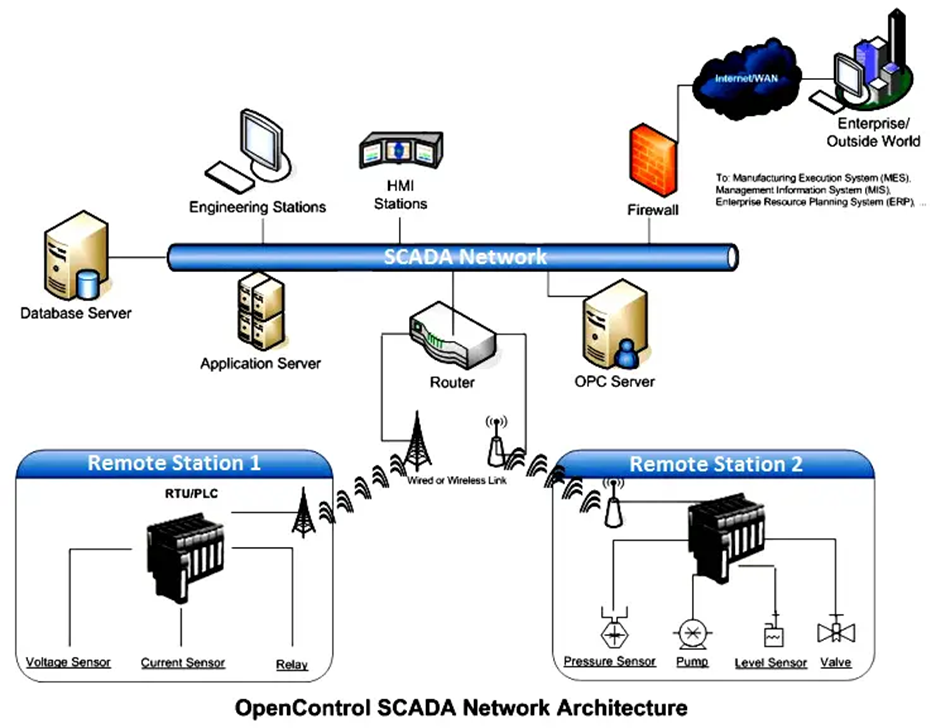 Internet/WAN
Enterprise/
Outside World
To: Manufacturing Execution System (MES),
Management Information System (MIS),
Enterprise Resource Planning System (ERP), ...
Engineering Stations
HMI
Stations
Firewall
SCADA Network
Database Server
Application Server
Router
OPC Server
Wired or Wireless Link
Remote Station 1
RTU/PLC
Voltage Sensor
Current Sensor
Relay
Remote Station 2
Pressure Sensor
Pump
Level Sensor
Valve
OpenControl SCADA Network Architecture